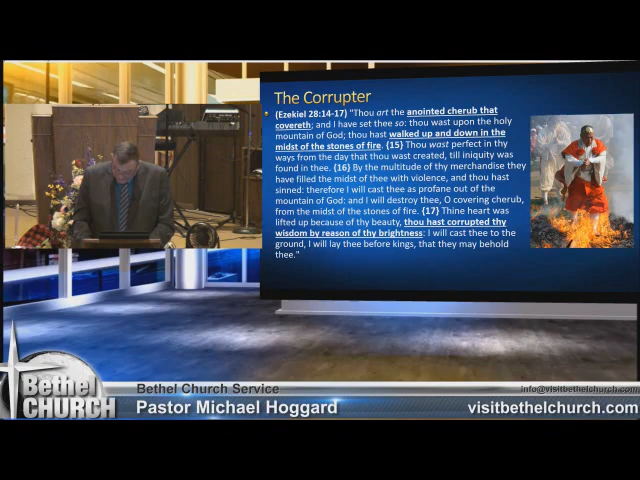 The Corrupter
(Ezekiel 28:14-17) "Thou art the anointed cherub that
covereth; and I have set thee so: thou wast upon the holy
mountain of God; thou hast walked up and down in the
midst of the stones of fire. {15} Thou wast perfect in thy
ways from the day that thou wast created, till iniquity was
found in thee. {16} By the multitude of thy merchandise they
have filled the midst of thee with violence, and thou hast
sinned: therefore I will cast thee as profane out of the
mountain of God: and I will destroy thee, O covering cherub,
from the midst of the stones of fire. {17} Thine heart was
lifted up because of thy beauty, thou hast corrupted thy
wisdom by reason of thy brightness: I will cast thee to the
ground, I will lay thee before kings, that they may behold
thee."
Bethel
CHURCH
Bethel Church Service
info@visitbethelchurch.com
Pastor Michael Hoggard
visitbethelchurch.com